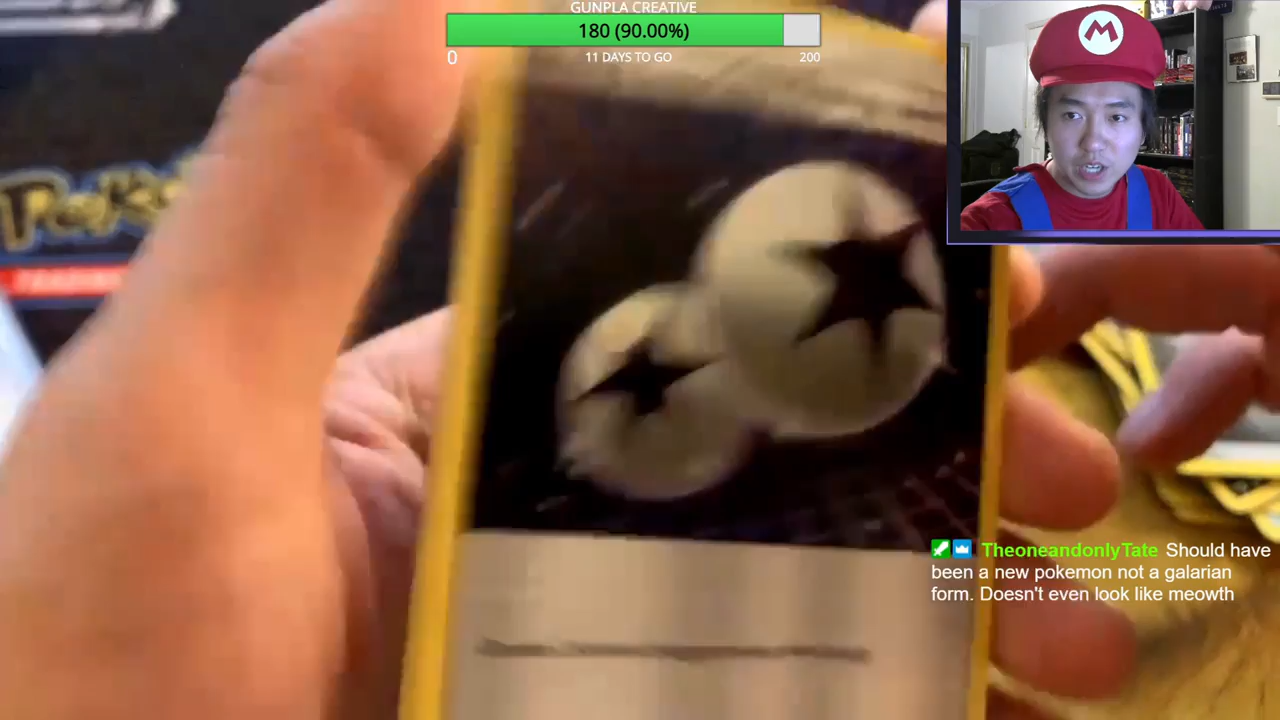 GUNPLA CREATIVE
180 (90.00%)
0 11 DAYS TO GO 200
M
TheoneandonlyTate Should have
been a new pokemon not a galarian
form. Doesn't even look like meowth